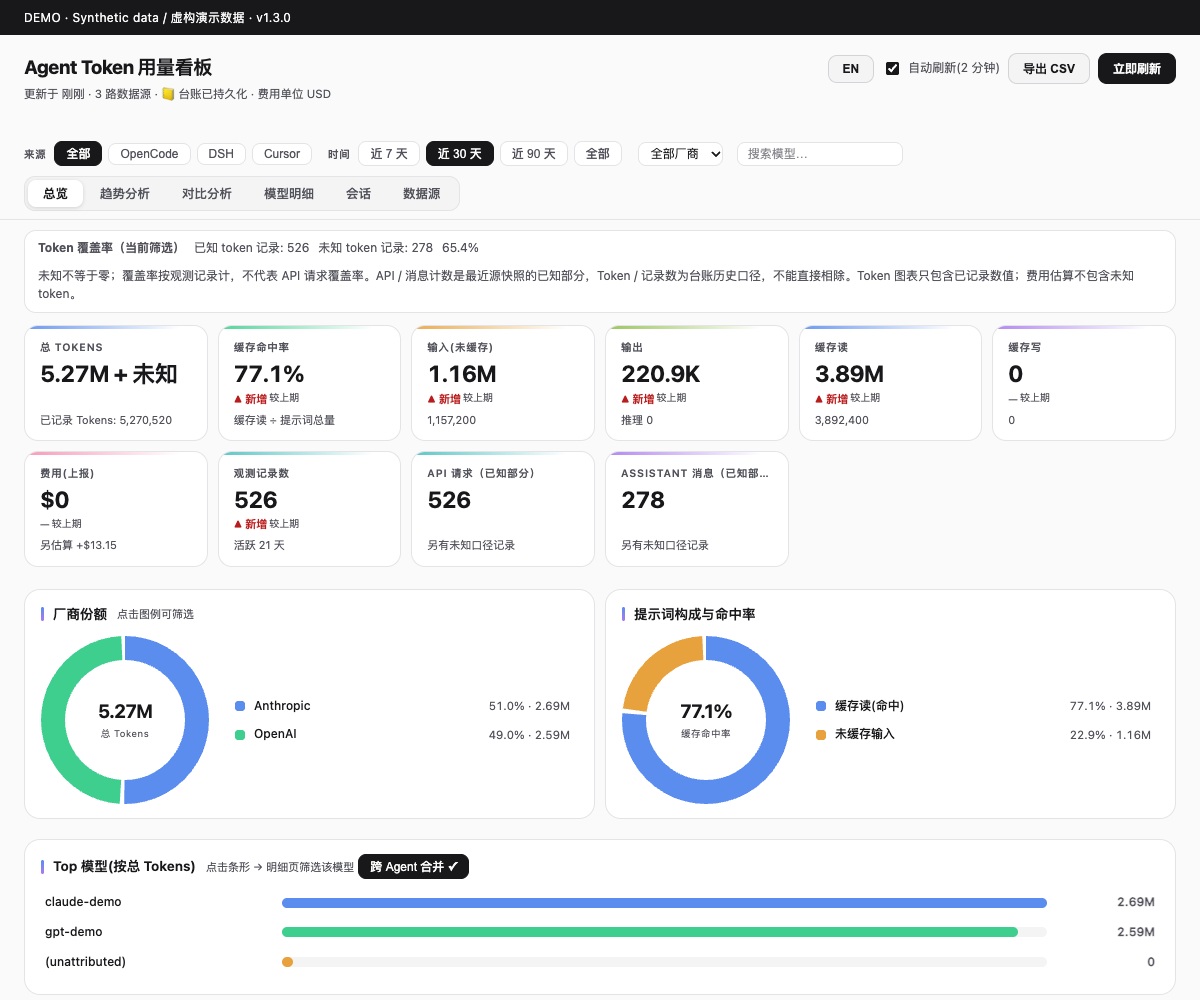 DEMO · Synthetic data / 虚构演示数据 · v1.3.0
Agent Token 用量看板
EN
自动刷新(2 分钟)
导出 CSV
立即刷新
更新于 刚刚 · 3 路数据源 · 台账已持久化 · 费用单位 USD
来源 全部 OpenCode DSH Cursor 时间 近 7 天 近 30 天 近 90 天 全部 全部厂商 搜索模型…
总览 趋势分析 对比分析 模型明细 会话 数据源
Token 覆盖率（当前筛选） 已知 token 记录: 526 未知 token 记录: 278 65.4%
未知不等于零；覆盖率按观测记录计，不代表 API 请求覆盖率。API / 消息计数是最近源快照的已知部分，Token / 记录数为台账历史口径，不能直接相除。Token 图表只包含已记录数值；费用估算不包含未知
token。
总 TOKENS
5.27M + 未知
已记录 Tokens: 5,270,520
缓存命中率
77.1%
▲ 新增 较上期
缓存读 ÷ 提示词总量
输入(未缓存)
1.16M
▲ 新增 较上期
1,157,200
输出
220.9K
▲ 新增 较上期
推理 0
缓存读
3.89M
▲ 新增 较上期
3,892,400
缓存写
0
— 较上期
0
费用(上报)
$0
— 较上期
另估算 +$13.15
观测记录数
526
▲ 新增 较上期
活跃 21 天
API 请求（已知部分）
526
另有未知口径记录
ASSISTANT 消息（已知部…
278
另有未知口径记录
厂商份额 点击图例可筛选
5.27M
总 Tokens
Anthropic 51.0% · 2.69M
OpenAI 49.0% · 2.59M
提示词构成与命中率
77.1%
缓存命中率
缓存读(命中) 77.1% · 3.89M
未缓存输入 22.9% · 1.16M
Top 模型(按总 Tokens) 点击条形 → 明细页筛选该模型 跨 Agent 合并 ✓
claude-demo 2.69M
gpt-demo 2.59M
(unattributed) 0